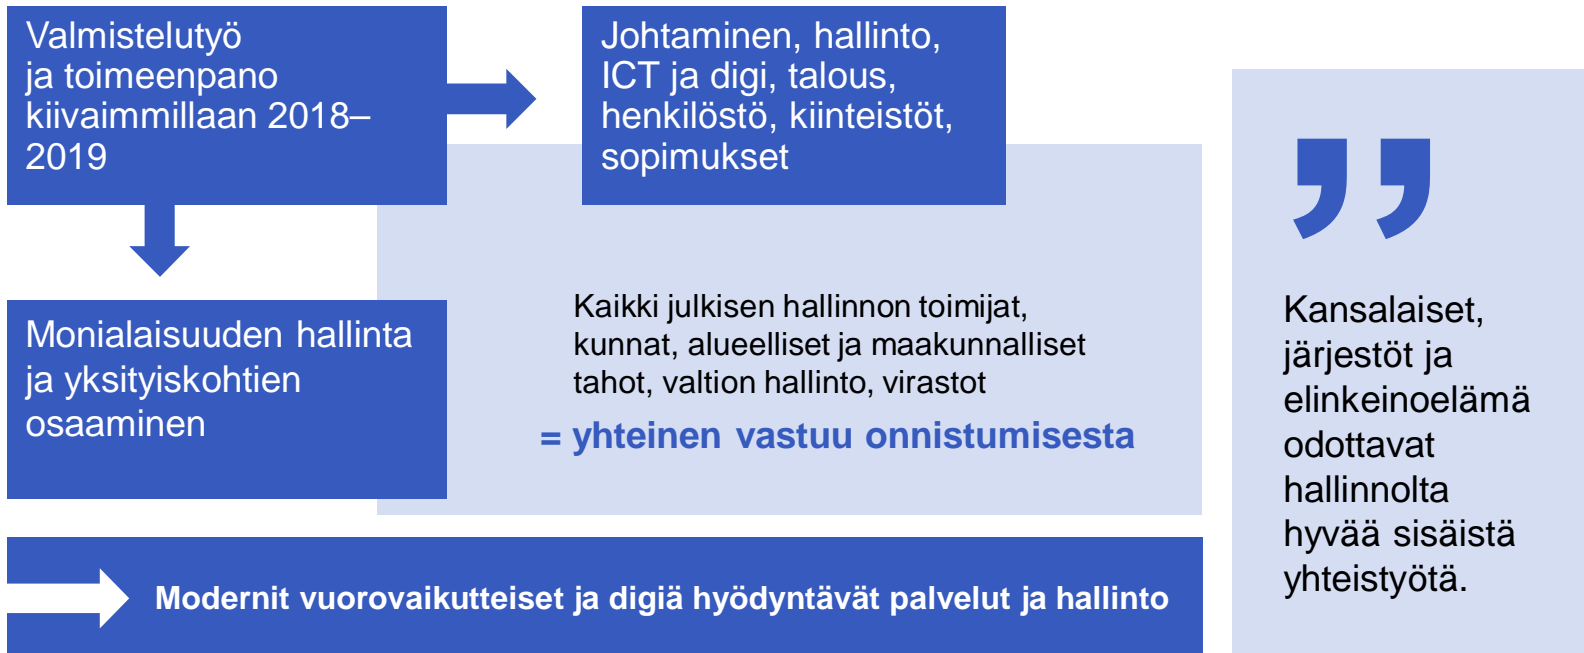 Valmistelutyö
ja toimeenpano
kiivaimmillaan 2018–
2019
Johtaminen, hallinto,
ICT ja digi, talous,
henkilöstö, kiinteistöt,
sopimukset
Monialaisuuden hallinta
ja yksityiskohtien
osaaminen
Kaikki julkisen hallinnon toimijat,
kunnat, alueelliset ja maakunnalliset
tahot, valtion hallinto, virastot
= yhteinen vastuu onnistumisesta
Modernit vuorovaikutteiset ja digiä hyödyntävät palvelut ja hallinto
”
Kansalaiset,
järjestöt ja
elinkeinoelämä
odottavat
hallinnolta
hyvää sisäistä
yhteistyötä.